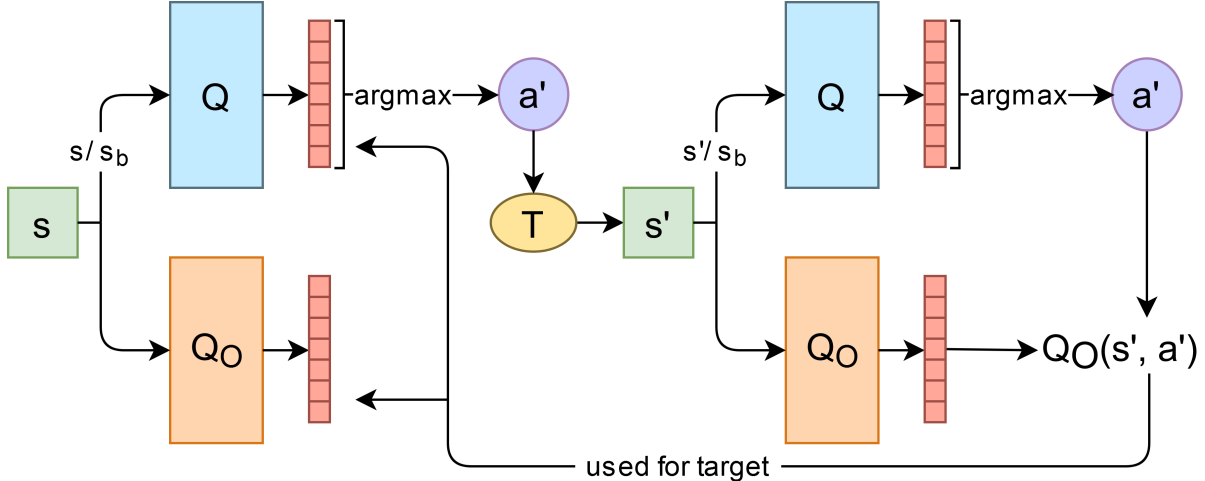 Q
argmax
a'
s/ s_b
s
Q_O
T
s'
Q
argmax
a'
s'/ s_b
Q_O
Q_O(s', a')
used for target